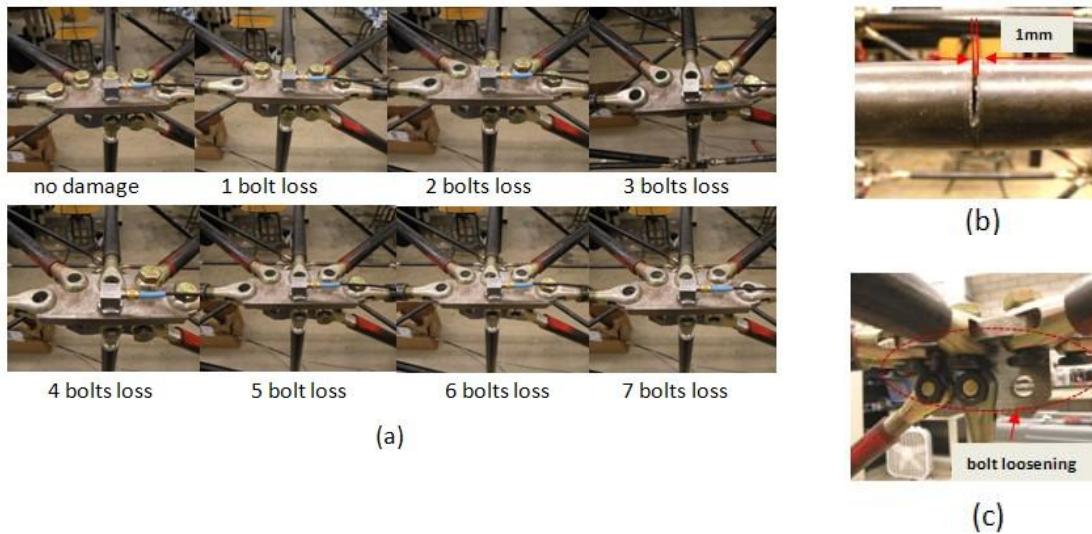 no damage
1 bolt loss
2 bolts loss
3 bolts loss
4 bolts loss
5 bolt loss
6 bolts loss
7 bolts loss
(a)
1mm
(b)
bolt loosening
(c)